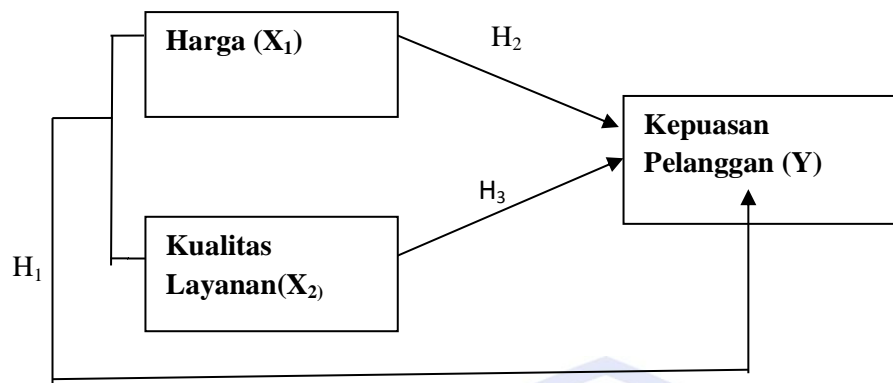 Harga (X₁)
H₂
Kepuasan
Pelanggan (Y)
H₃
Kualitas
Layanan(X₂)
H₁